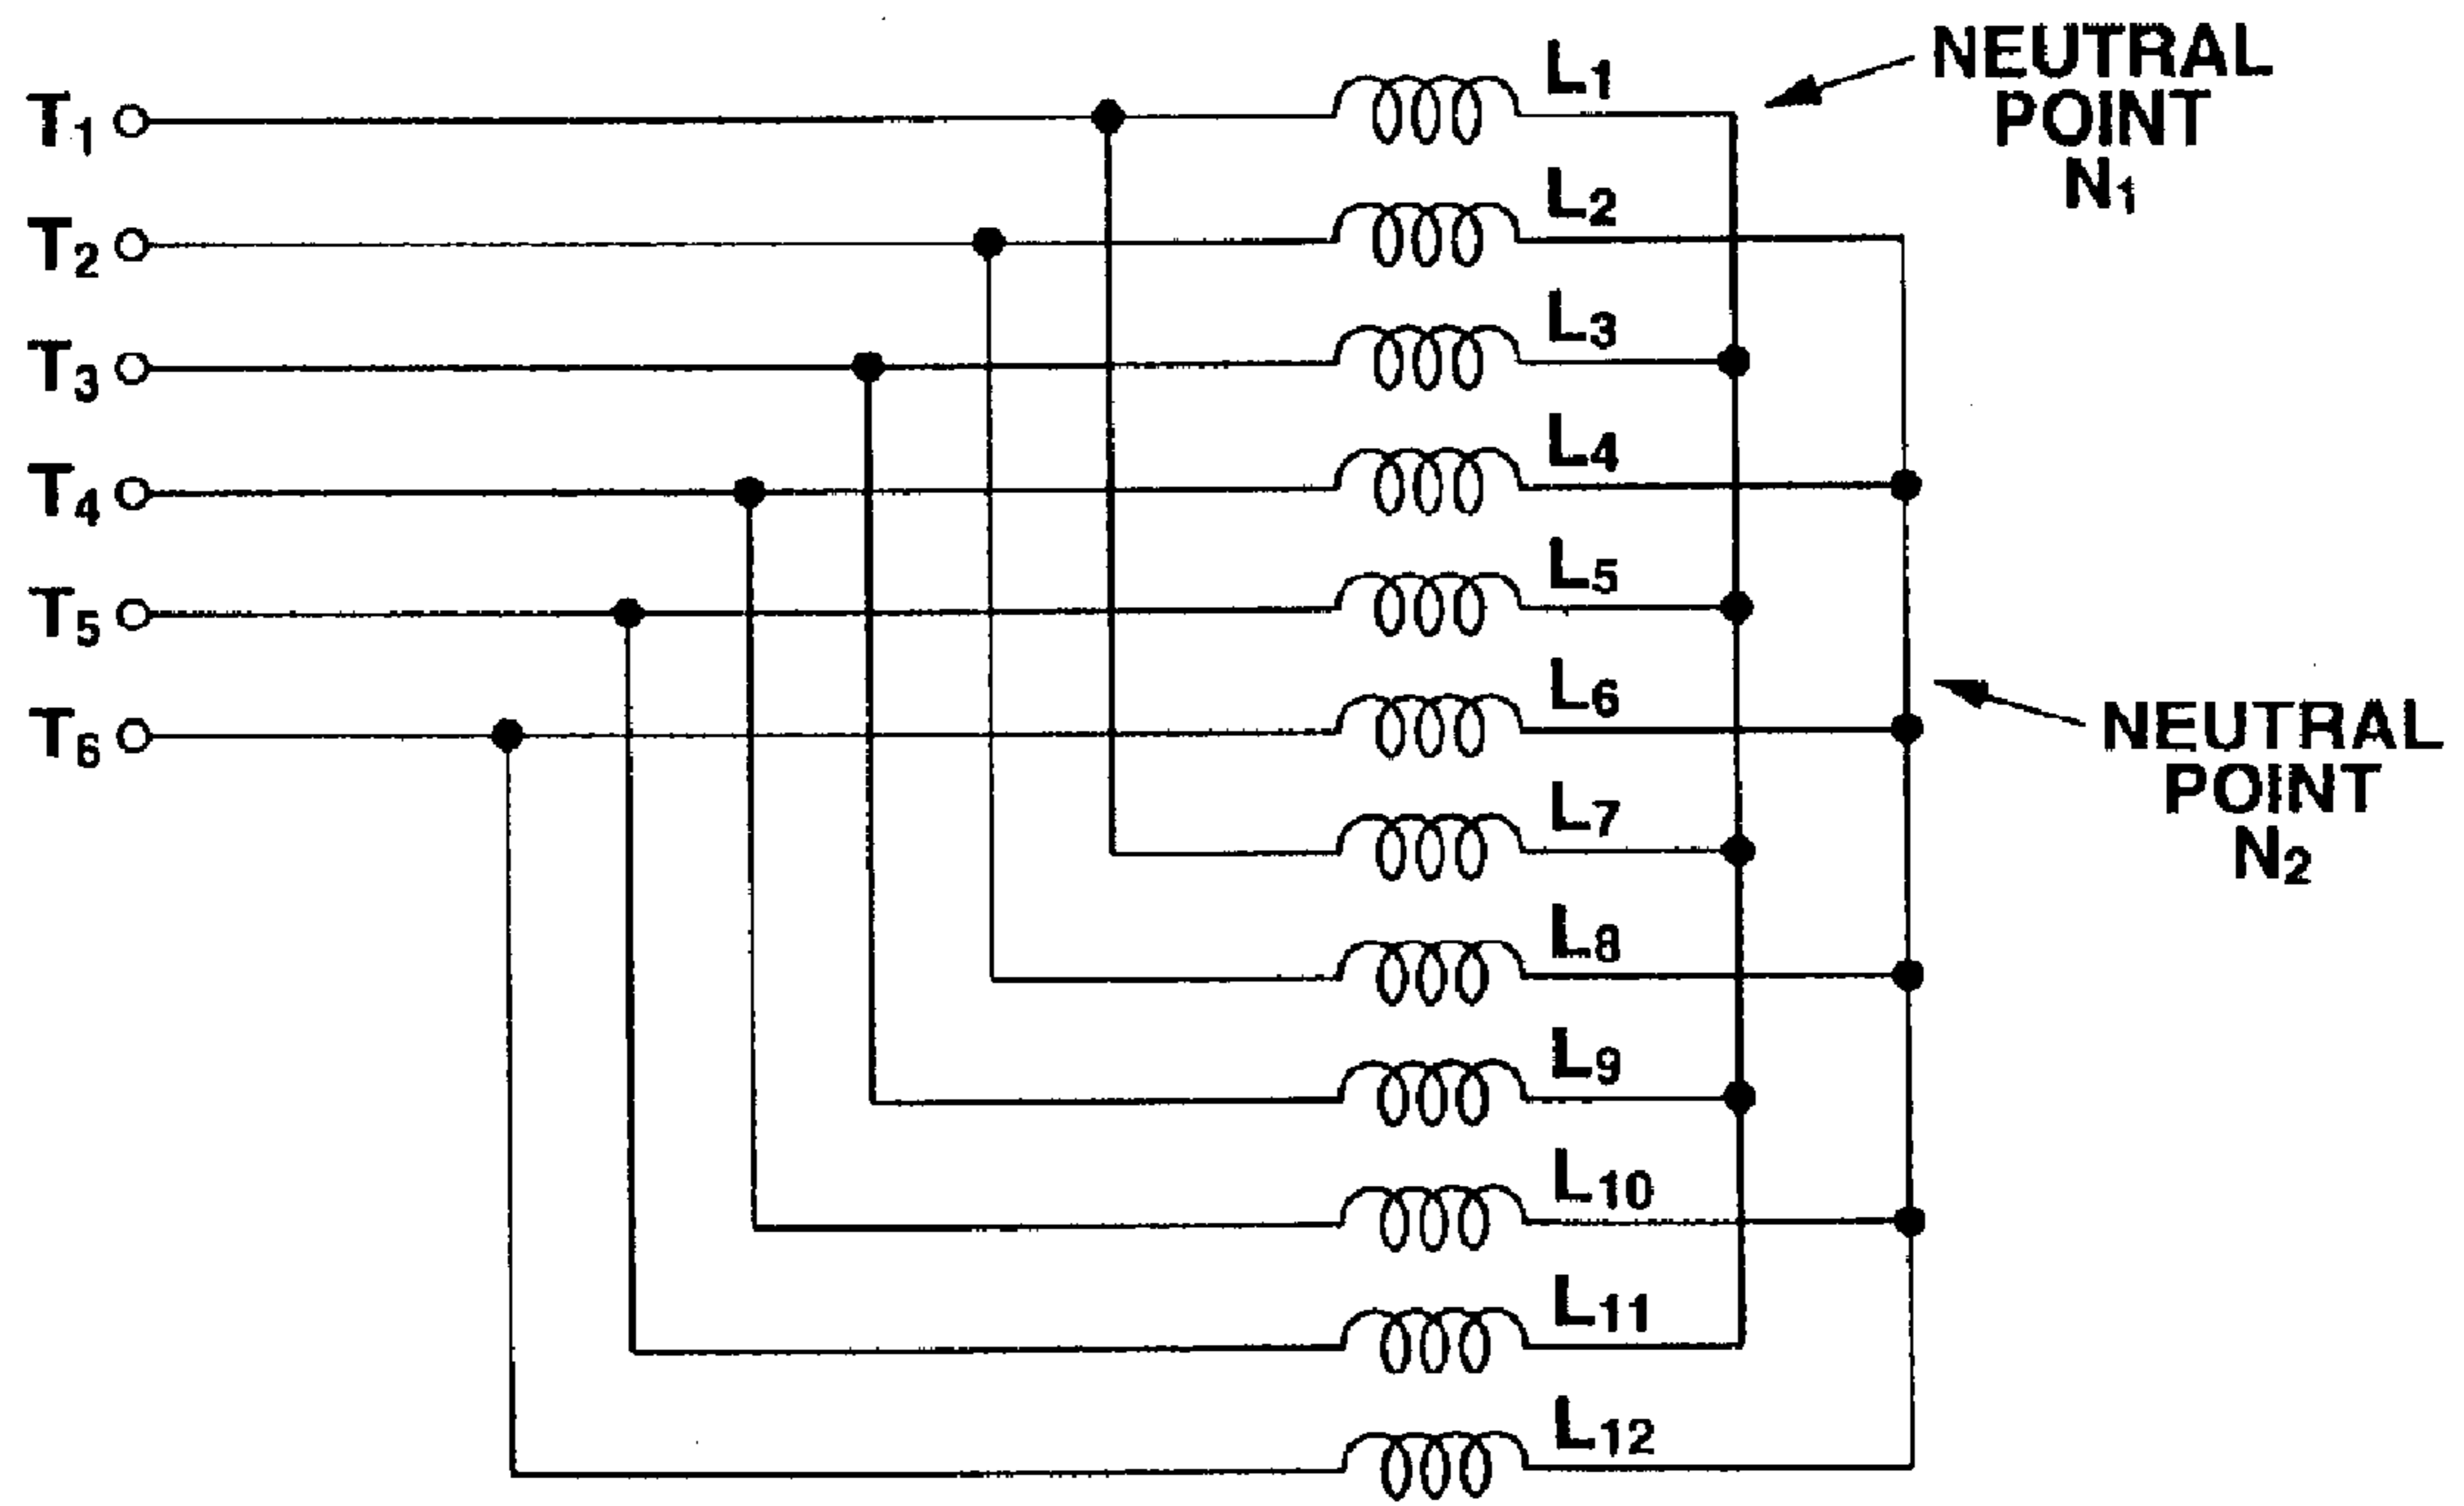 T1
T2
T3
T4
T5
T6
L1
L2
L3
L4
L5
L6
L7
L8
L9
L10
L11
L12
NEUTRAL
POINT
N1
NEUTRAL
POINT
N2